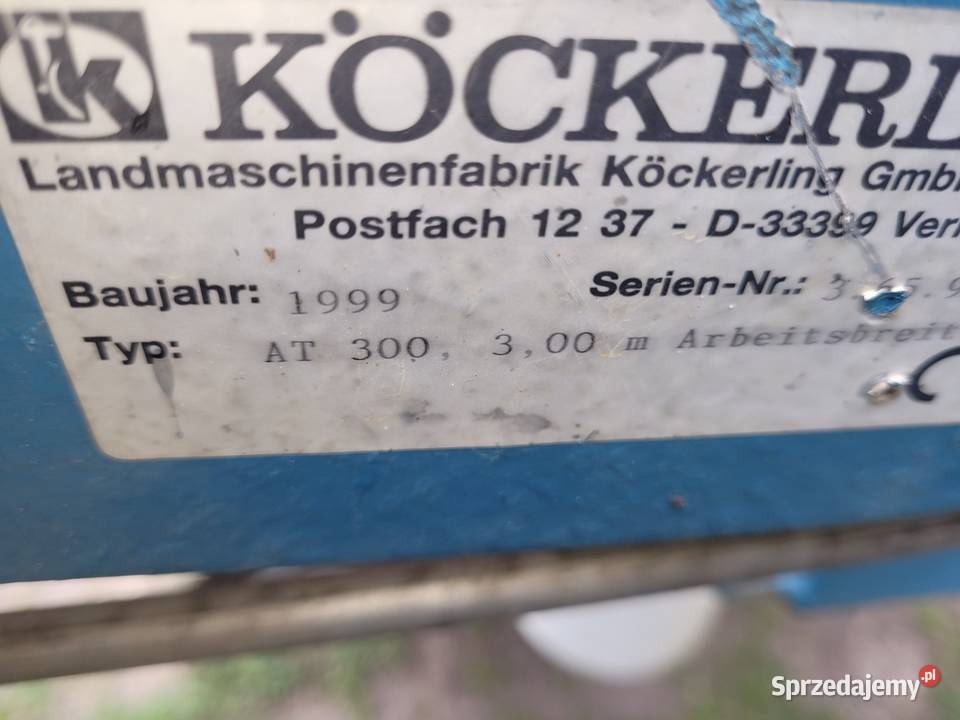 KÖCKERL
Landmaschinenfabrik Köckerling Gmb
Postfach 12 37 - D-33399 Ver
Baujahr: 1999 Serien-Nr.:
Typ: AT 300, 3,00 m Arbeitsbreit
Sprzedajemy.pl